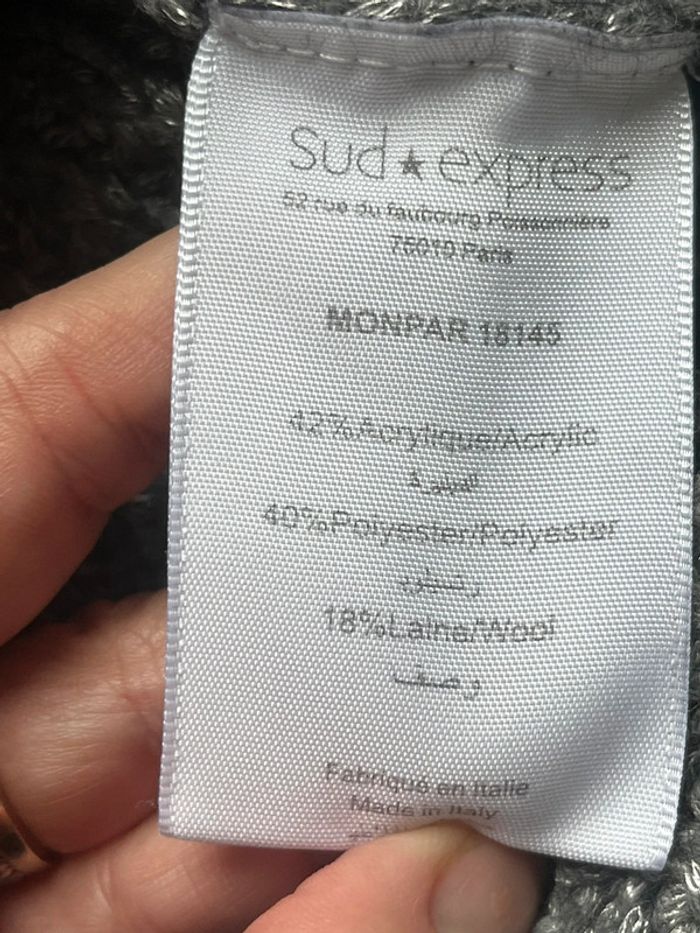 sud★express
52 rue du faubourg Poissonnière
75010 Paris
MONPAR 18145
42%Acrylique/Acrylic
40%Polyester/Polyester
18%Laine/Wool
Fabriqué en Italie
Made in Italy